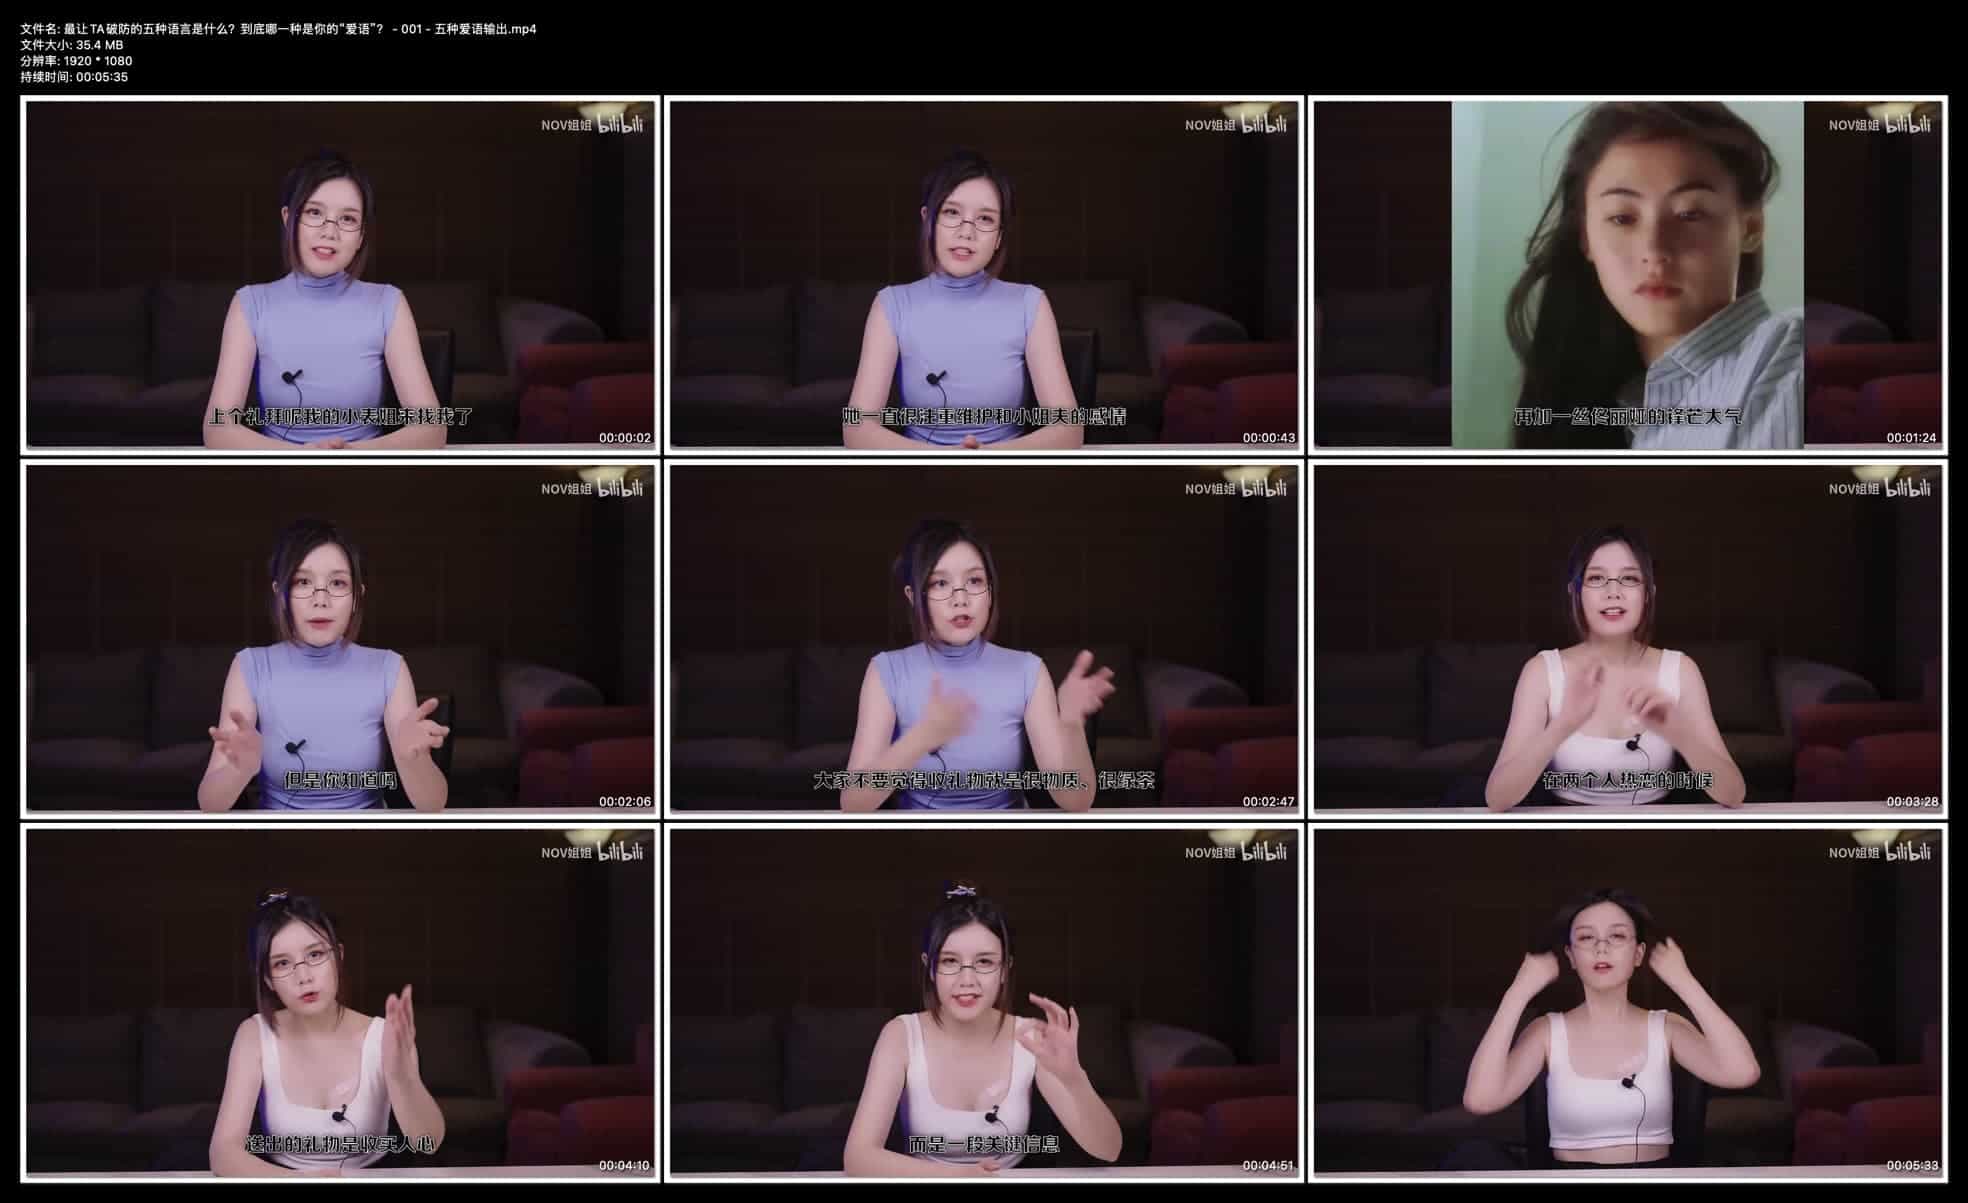 文件名: 最让TA破防的五种语言是什么？到底哪一种是你的“爱语”？ - 001 - 五种爱语输出.mp4
文件大小: 35.4 MB
分辨率: 1920 * 1080
持续时间: 00:05:35
NOV姐姐 bilibili
上个礼拜呢我的小表姐来找我了
00:00:02
NOV姐姐 bilibili
她一直很注重维护和小姐夫的感情
00:00:43
NOV姐姐 bilibili
再加一丝佟丽娅的锋芒大气
00:01:24
NOV姐姐 bilibili
但是你知道吗
00:02:06
NOV姐姐 bilibili
大家不要觉得收礼物就是很物质、很绿茶
00:02:47
NOV姐姐 bilibili
在两个人热恋的时候
00:03:28
NOV姐姐 bilibili
送出的礼物是收买人心
00:04:10
NOV姐姐 bilibili
而是一段关键信息
00:04:51
NOV姐姐 bilibili
00:05:33